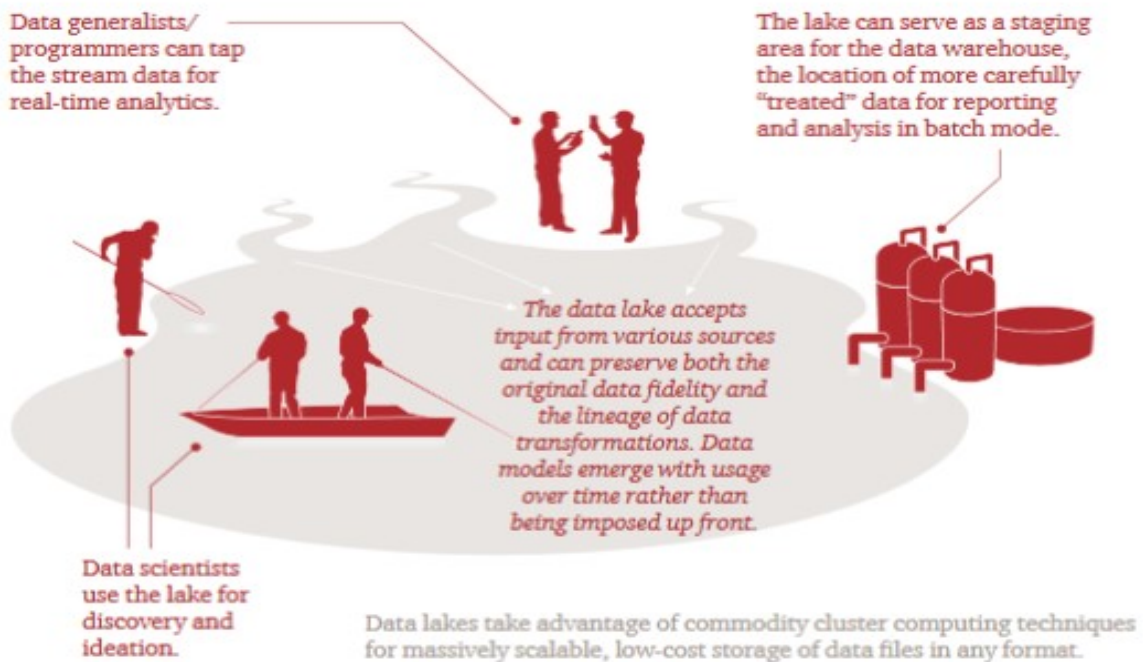 Data generalists/
programmers can tap
the stream data for
real-time analytics.
The lake can serve as a staging
area for the data warehouse,
the location of more carefully
“treated” data for reporting
and analysis in batch mode.
The data lake accepts
input from various sources
and can preserve both the
original data fidelity and
the lineage of data
transformations. Data
models emerge with usage
over time rather than
being imposed up front.
Data scientists
use the lake for
discovery and
ideation.
Data lakes take advantage of commodity cluster computing techniques
for massively scalable, low-cost storage of data files in any format.